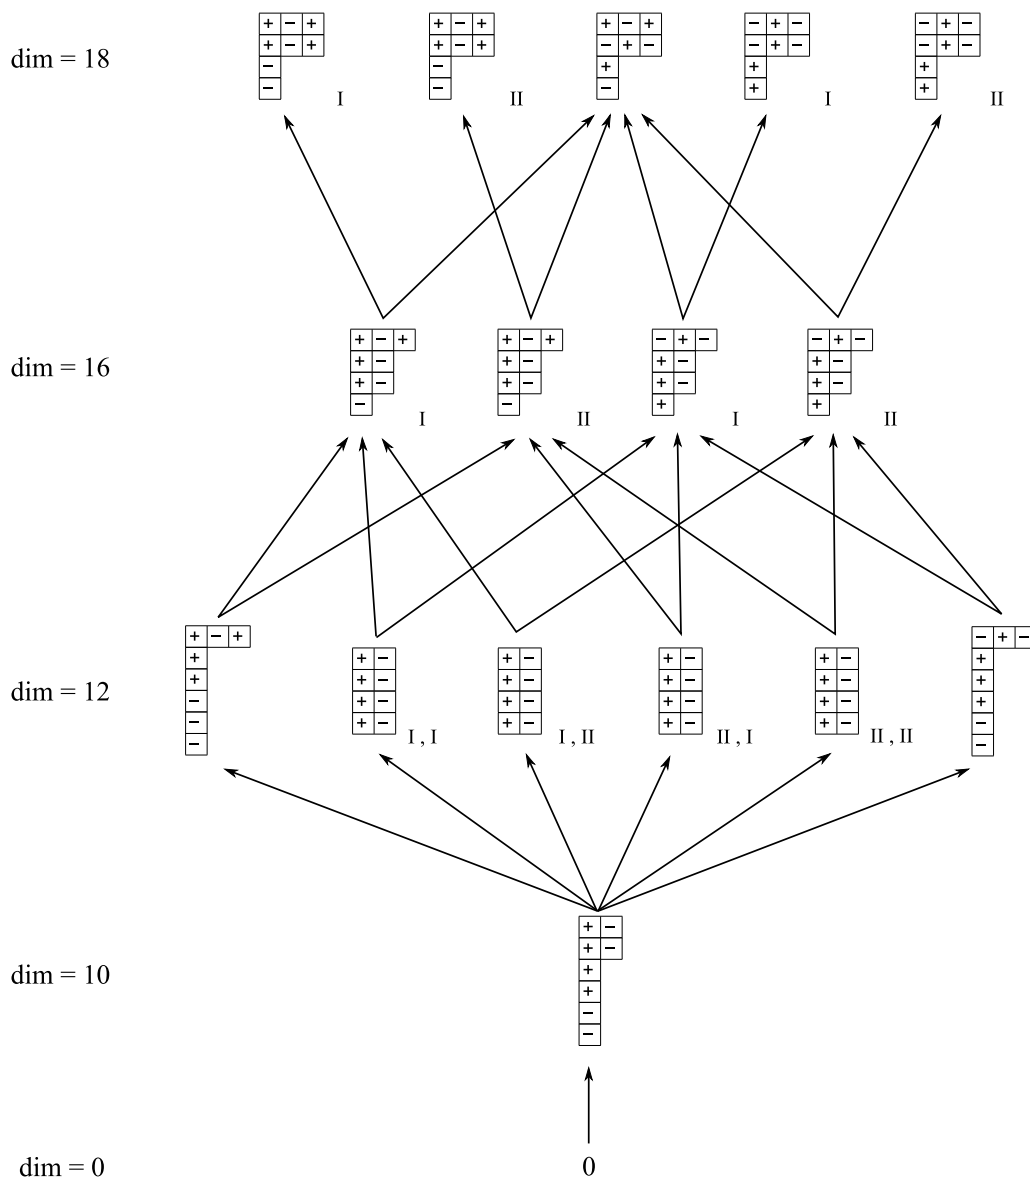 + − + + − + + − + − + − − + −
dim = 18
+ − + + − + − + − − + − − + −
− − + + +
− − − + +
I II I II
+ − + + − + − + − − + −
+ − + − + − + −
dim = 16
+ − + − + − + −
− − + +
I II I II
+ − + − + −
+ + − + − + − + − +
+ + − + − + − + − +
dim = 12
− + − + − + − + − +
− + − + − + − + − −
− −
I , I I , II II , I II , II
+ −
+ −
dim = 10
+
+
−
−
dim = 0 0